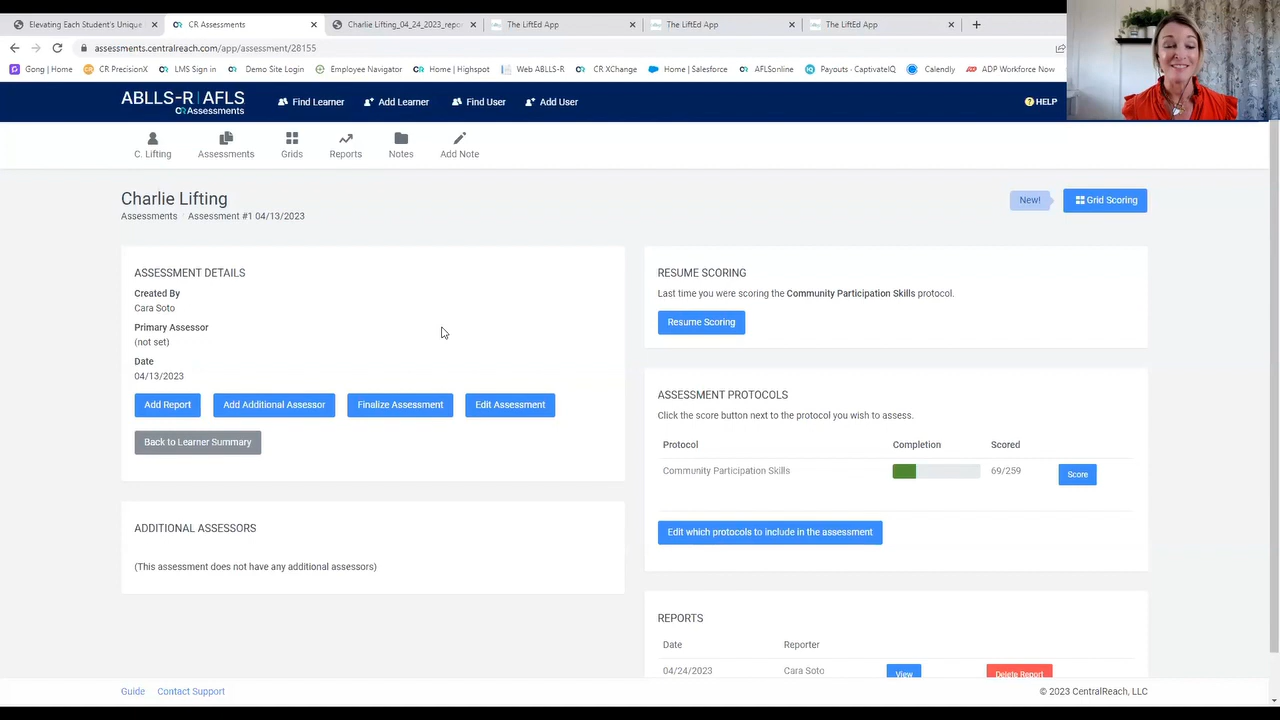 Elevating Each Student's Unique
CR Assessments
Charlie Lifting_04_24_2023_repo
The LiftEd App
The LiftEd App
The LiftEd App
assessments.centralreach.com/app/assessment/28155
Gong | Home
CR PrecisionX
LMS Sign in
Demo Site Login
Employee Navigator
Home | Highspot
Web ABLLS-R
CR XChange
Home | Salesforce
AFLSonline
Payouts - CaptivateIQ
Calendly
ADP Workforce Now
ABLLS-R | AFLS
CR Assessments
Find Learner
Add Learner
Find User
Add User
HELP
C. Lifting
Assessments
Grids
Reports
Notes
Add Note
Charlie Lifting
Assessments
Assessment #1 04/13/2023
New!
Grid Scoring
ASSESSMENT DETAILS
Created By
Cara Soto
Primary Assessor
(not set)
Date
04/13/2023
Add Report
Add Additional Assessor
Finalize Assessment
Edit Assessment
Back to Learner Summary
ADDITIONAL ASSESSORS
(This assessment does not have any additional assessors)
RESUME SCORING
Last time you were scoring the Community Participation Skills protocol.
Resume Scoring
ASSESSMENT PROTOCOLS
Click the score button next to the protocol you wish to assess.
Protocol Completion Scored
Community Participation Skills 69/259 Score
Edit which protocols to include in the assessment
REPORTS
Date Reporter
04/24/2023 Cara Soto View Delete Report
Guide
Contact Support
© 2023 CentralReach, LLC